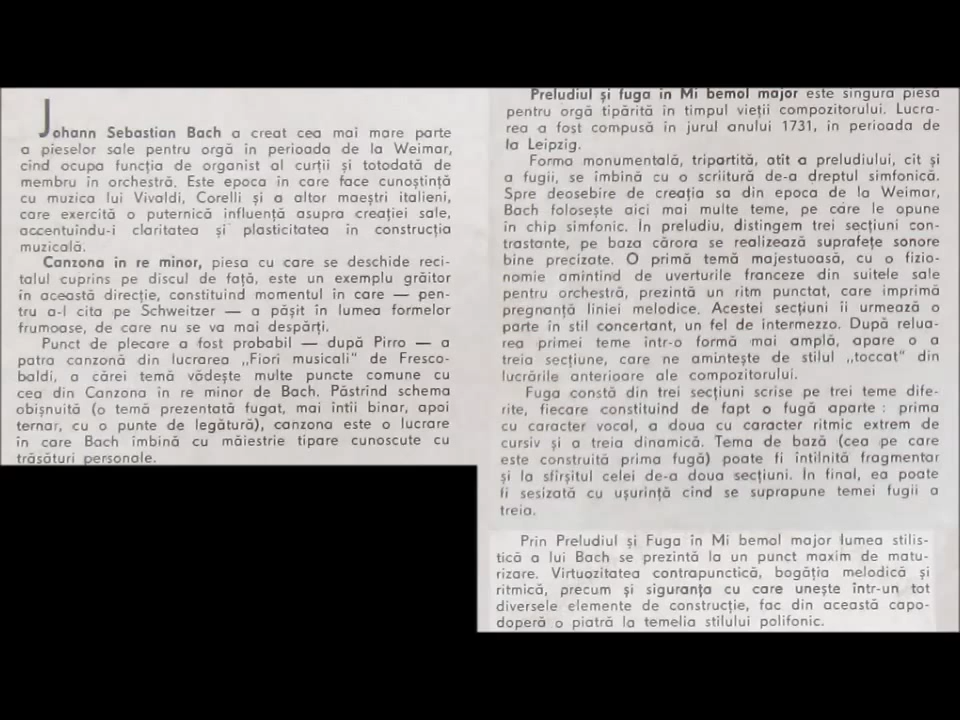 Johann Sebastian Bach a creat cea mai mare parte
a pieselor sale pentru orgă în perioada de la Weimar,
cînd ocupa funcția de organist al curții și totodată de
membru în orchestră. Este epoca în care face cunoștință
cu muzica lui Vivaldi, Corelli și a altor maeștri italieni,
care exercită o puternică influență asupra creației sale,
accentuindu-i claritatea și plasticitatea în construcția
muzicală.
Canzona în re minor, piesa cu care se deschide reci-
talul cuprins pe discul de față, este un exemplu grăitor
în această direcție, constituind momentul în care — pen-
tru a-l cita pe Schweitzer — a pășit în lumea formelor
frumoase, de care nu se va mai despărți.
Punct de plecare a fost probabil — după Pirro — a
patra canzonă din lucrarea „Fiori musicali" de Fresco-
baldi, a cărei temă vădește multe puncte comune cu
cea din Canzona în re minor de Bach. Păstrînd schema
obișnuită (o temă prezentată fugat, mai întîi binar, apoi
ternar, cu o punte de legătură), canzona este o lucrare
în care Bach îmbină cu măiestrie tipare cunoscute cu
trăsături personale.
Preludiul și fuga în Mi bemol major este singura piesă
pentru orgă tipărită în timpul vieții compozitorului. Lucra-
rea a fost compusă în jurul anului 1731, în perioada de
la Leipzig.
Forma monumentală, tripartită, atît a preludiului, cît și
a fugii, se îmbină cu o scriitură de-a dreptul simfonică.
Spre deosebire de creația sa din epoca de la Weimar,
Bach folosește aici mai multe teme, pe care le opune
în chip simfonic. În preludiu, distingem trei secțiuni con-
trastante, pe baza cărora se realizează suprafețe sonore
bine precizate. O primă temă majestuoasă, cu o fizio-
nomie amintind de uverturile franceze din suitele sale
pentru orchestră, prezintă un ritm punctat, care imprimă
pregnanță liniei melodice. Acestei secțiuni îi urmează o
parte în stil concertant, un fel de intermezzo. După relua-
rea primei teme într-o formă mai amplă, apare o a
treia secțiune, care ne amintește de stilul „toccat" din
lucrările anterioare ale compozitorului.
Fuga constă din trei secțiuni scrise pe trei teme dife-
rite, fiecare constituind de fapt o fugă aparte : prima
cu caracter vocal, a doua cu caracter ritmic extrem de
cursiv și a treia dinamică. Tema de bază (cea pe care
este construită prima fugă) poate fi întîlnită fragmentar
și la sfîrșitul celei de-a doua secțiuni. În final, ea poate
fi sesizată cu ușurință cînd se suprapune temei fugii a
treia.
Prin Preludiul și Fuga în Mi bemol major lumea stilis-
tică a lui Bach se prezintă la un punct maxim de matu-
rizare. Virtuozitatea contrapunctică, bogăția melodică și
ritmică, precum și siguranța cu care unește într-un tot
diversele elemente de construcție, fac din această capo-
doperă o piatră la temelia stilului polifonic.